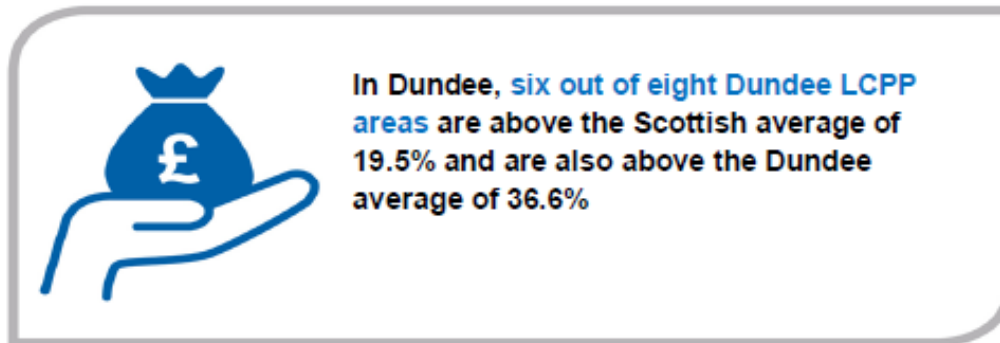 In Dundee, six out of eight Dundee LCPP
areas are above the Scottish average of
19.5% and are also above the Dundee
average of 36.6%
£